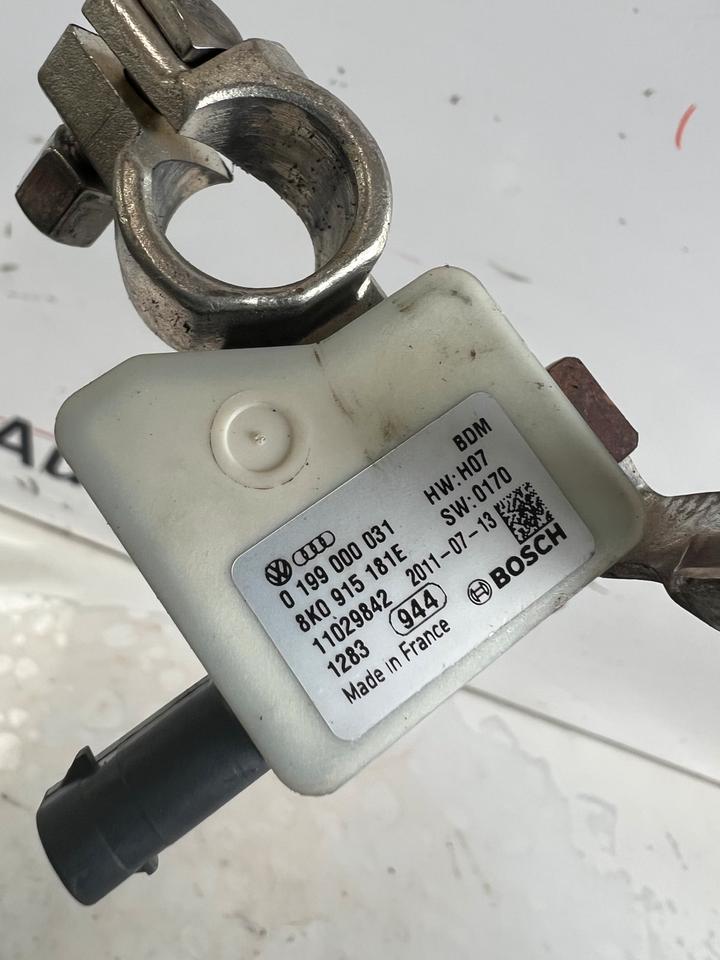 BDM
0 199 000 031 HW:H07
8K0 915 181E SW:0170
11029842 2011-07-13
1283 944 BOSCH
Made in France